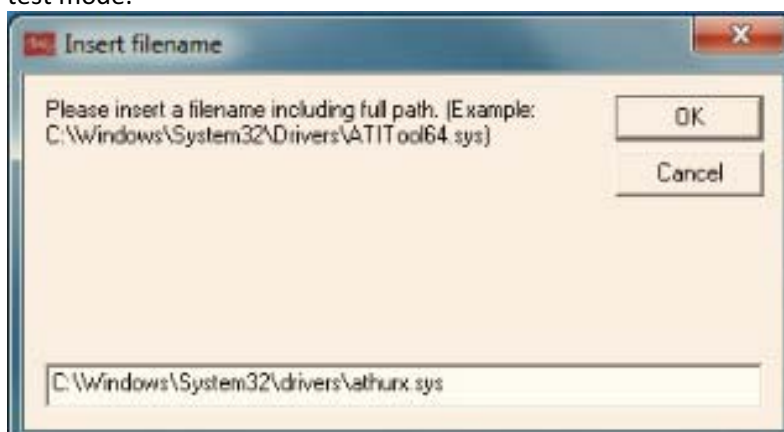 test mode.
Insert filename
Please insert a filename including full path. (Example:
C:\Windows\System32\Drivers\ATITool64.sys)
OK
Cancel
C:\Windows\System32\drivers\athurx.sys